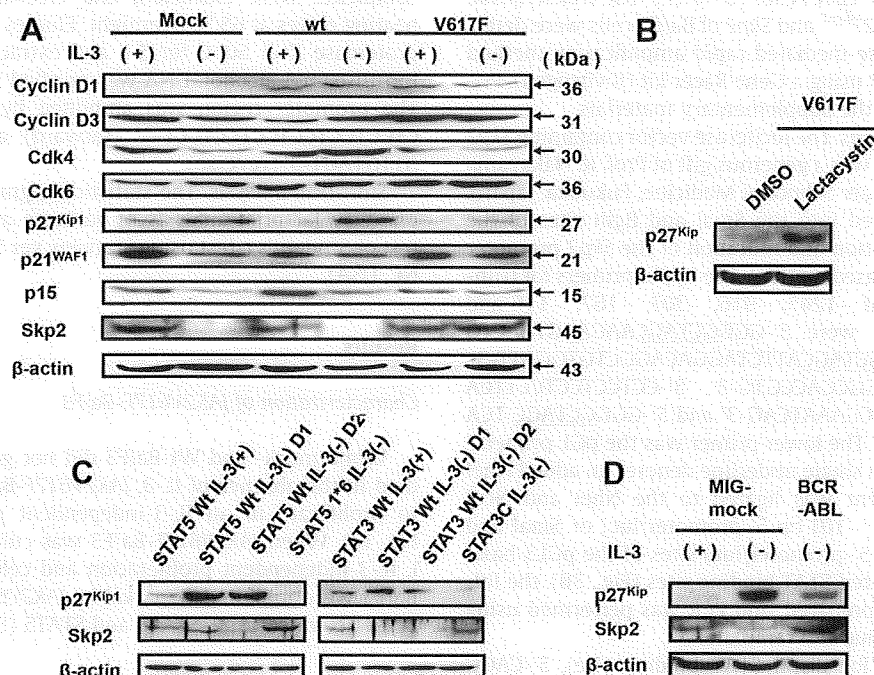 A
Mock wt V617F
IL-3 (+) (-) (+) (-) (+) (-) (kDa)
Cyclin D1 36
Cyclin D3 31
Cdk4 30
Cdk6 36
p27Kip1 27
p21WAF1 21
p15 15
Skp2 45
β-actin 43
B
V617F
DMSO
Lactacystin
p27Kip
β-actin
C
STAT5 Wt IL-3(+)
STAT5 Wt IL-3(-) D1
STAT5 Wt IL-3(-) D2
STAT5 1*6 IL-3(-)
STAT3 Wt IL-3(+)
STAT3 Wt IL-3(-) D1
STAT3 Wt IL-3(-) D2
STAT3C IL-3(-)
p27Kip1
Skp2
β-actin
D
MIG-mock BCR-ABL
IL-3 (+) (-) (-)
p27Kip
Skp2
β-actin